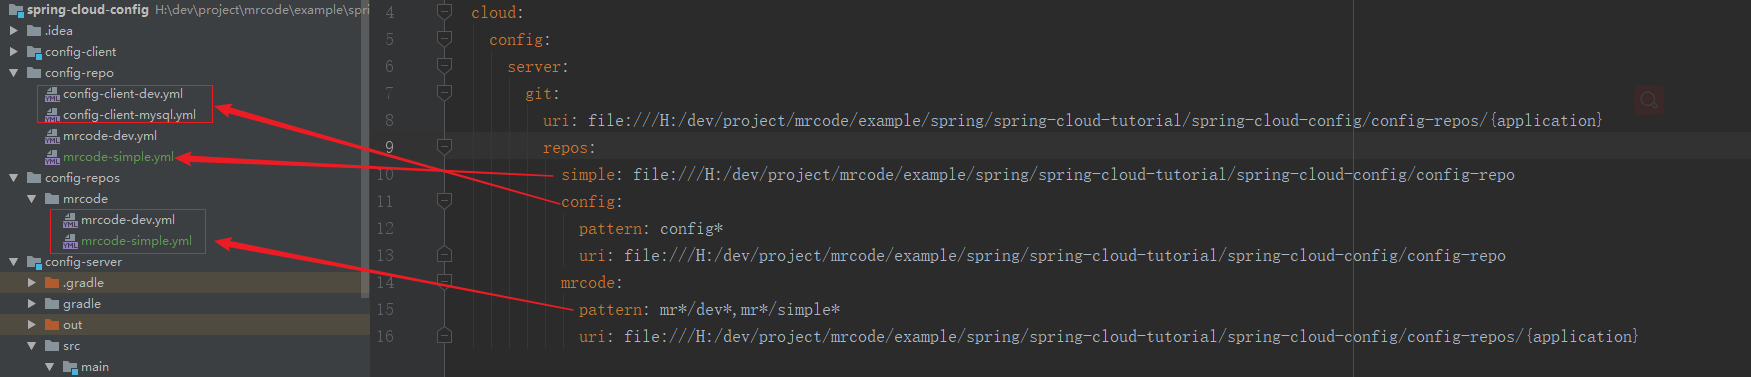 spring-cloud-config H:\dev\project\mrcode\example\spri
.idea
config-client
config-repo
config-client-dev.yml
config-client-mysql.yml
mrcode-dev.yml
mrcode-simple.yml
config-repos
mrcode
mrcode-dev.yml
mrcode-simple.yml
config-server
.gradle
gradle
out
src
main
4 cloud:
5 config:
6 server:
7 git:
8 uri: file:///H:/dev/project/mrcode/example/spring/spring-cloud-tutorial/spring-cloud-config/config-repos/{application}
9 repos:
10 simple: file:///H:/dev/project/mrcode/example/spring/spring-cloud-tutorial/spring-cloud-config/config-repo
11 config:
12 pattern: config*
13 uri: file:///H:/dev/project/mrcode/example/spring/spring-cloud-tutorial/spring-cloud-config/config-repo
14 mrcode:
15 pattern: mr*/dev*,mr*/simple*
16 uri: file:///H:/dev/project/mrcode/example/spring/spring-cloud-tutorial/spring-cloud-config/config-repos/{application}